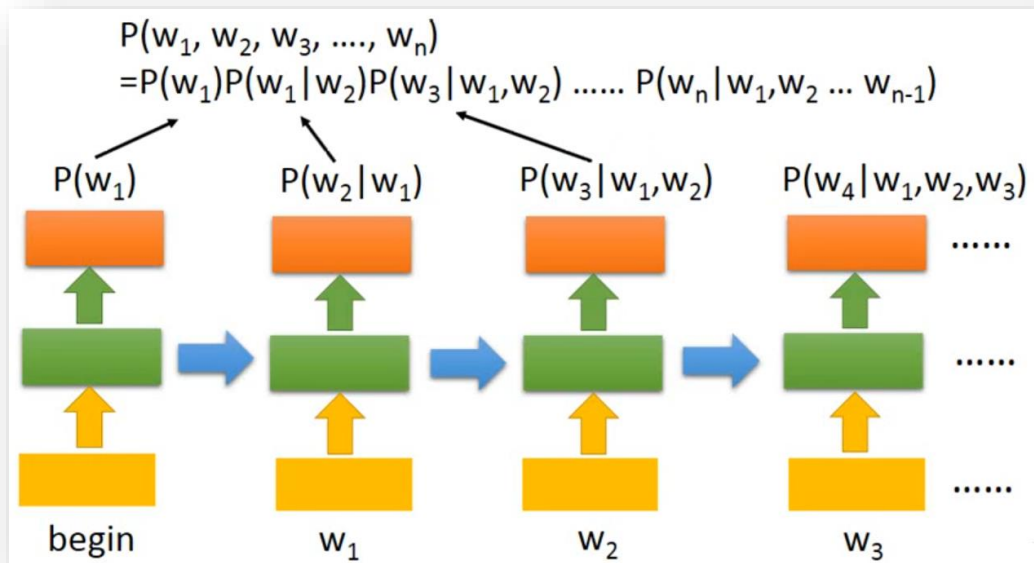 P(w₁, w₂, w₃, ...., wₙ)
=P(w₁)P(w₁|w₂)P(w₃|w₁,w₂) ...... P(wₙ|w₁,w₂ ... wₙ₋₁)
P(w₁) P(w₂|w₁) P(w₃|w₁,w₂) P(w₄|w₁,w₂,w₃)
......
......
......
begin w₁ w₂ w₃